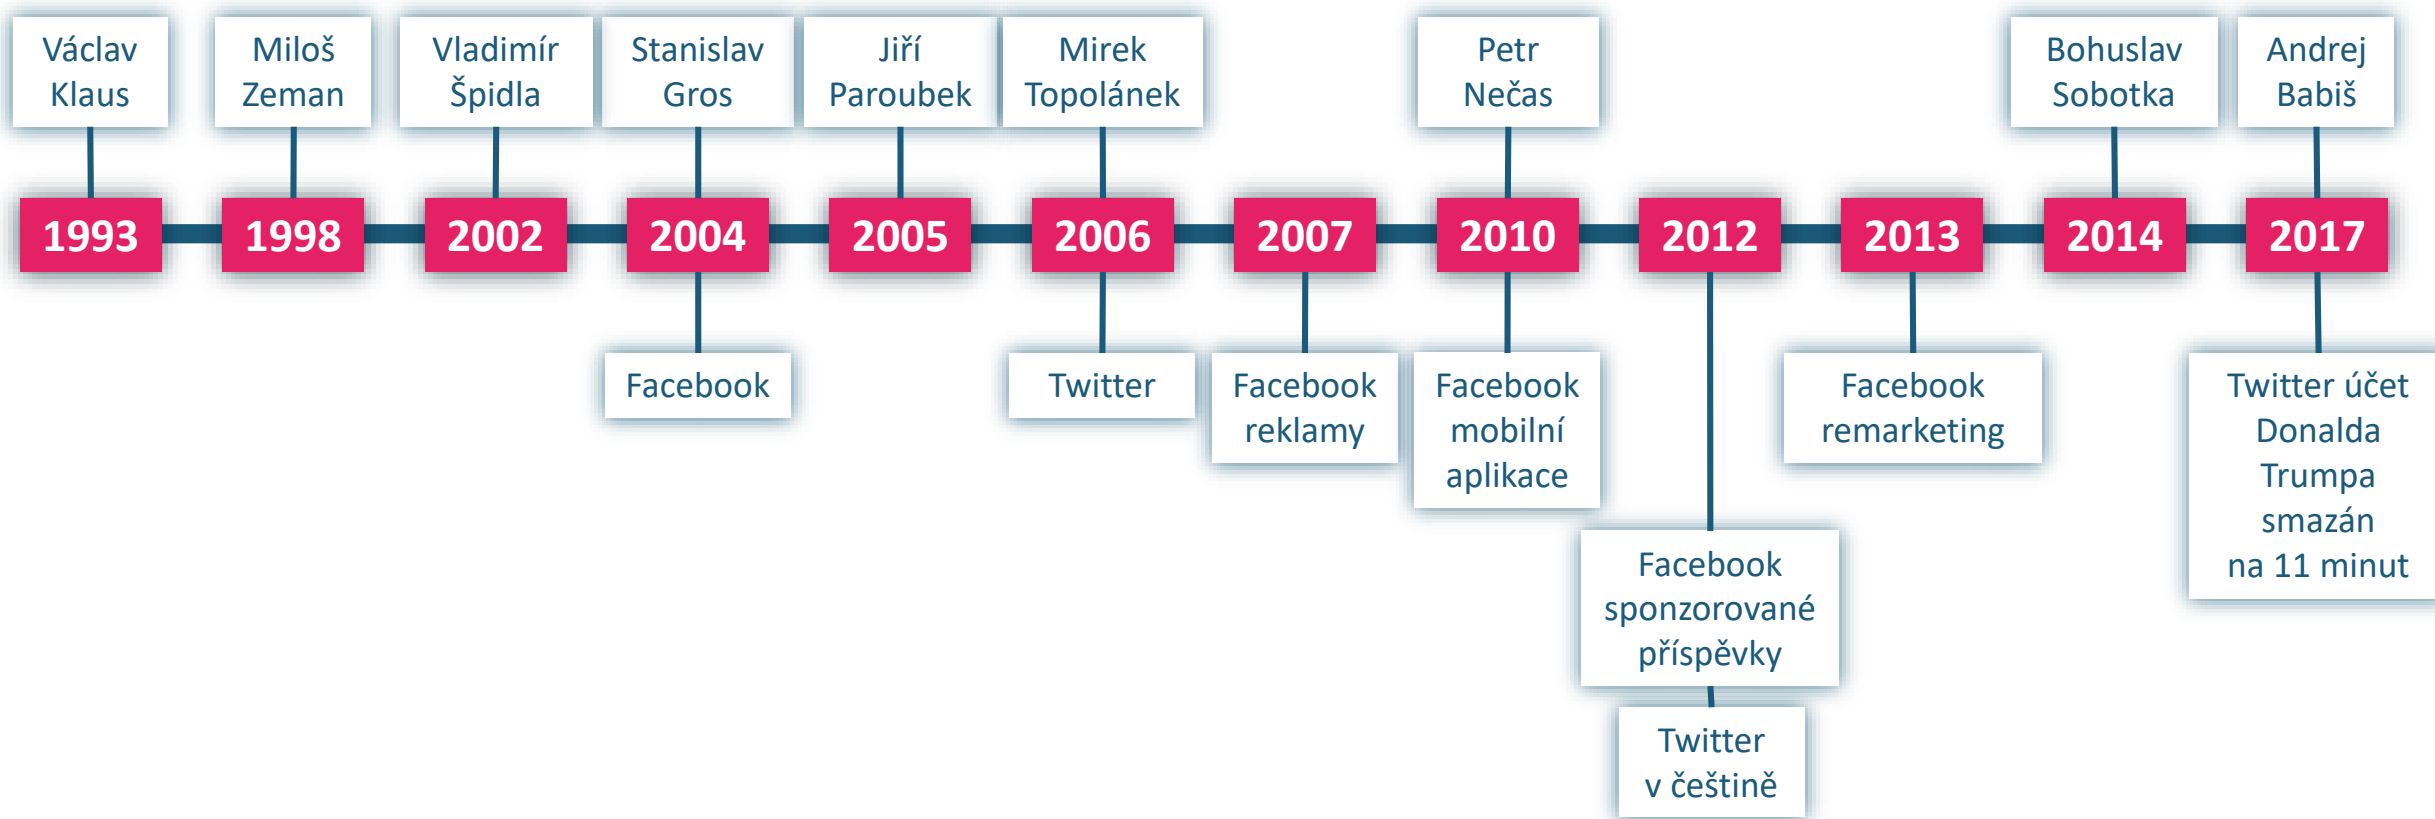 Václav
Klaus
Miloš
Zeman
Vladimír
Špidla
Stanislav
Gros
Jiří
Paroubek
Mirek
Topolánek
Petr
Nečas
Bohuslav
Sobotka
Andrej
Babiš
1993
1998
2002
2004
2005
2006
2007
2010
2012
2013
2014
2017
Facebook
Twitter
Facebook
reklamy
Facebook
mobilní
aplikace
Facebook
sponzorované
příspěvky
Twitter
v češtině
Facebook
remarketing
Twitter účet
Donalda
Trumpa
smazán
na 11 minut